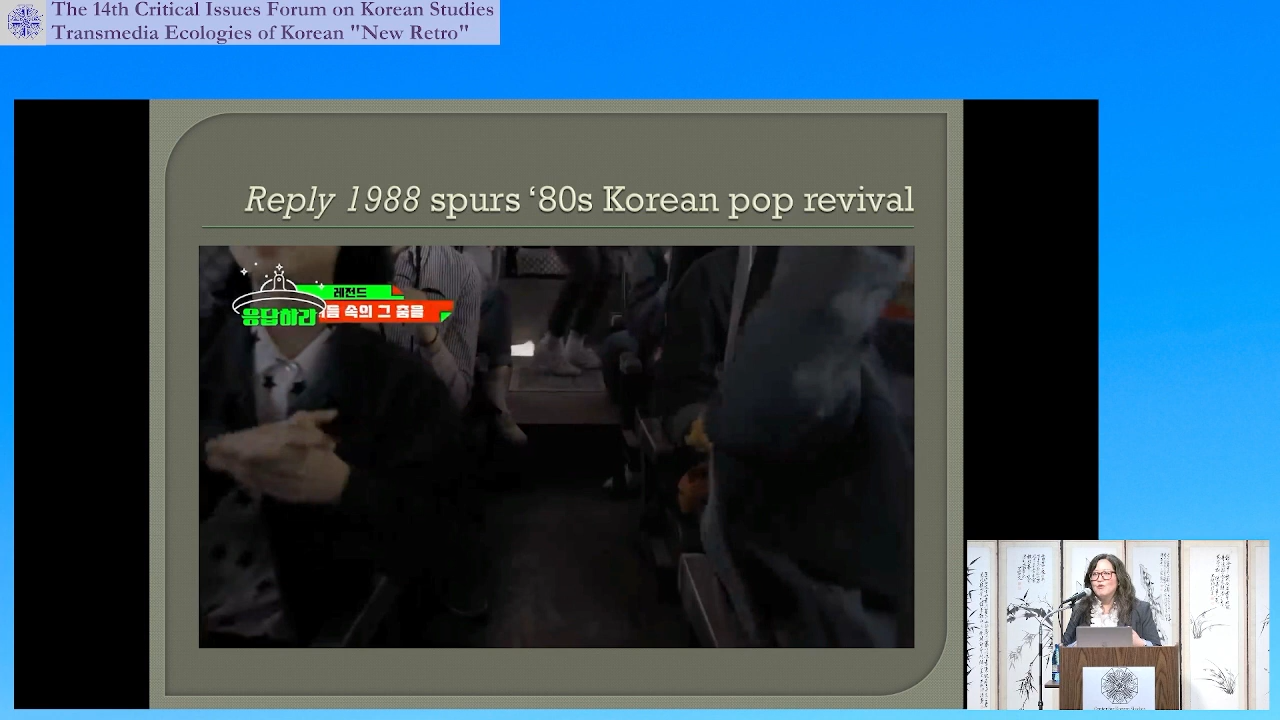 The 14th Critical Issues Forum on Korean Studies
Transmedia Ecologies of Korean "New Retro"
Reply 1988 spurs ‘80s Korean pop revival
레전드
응답하라
속의 그 춤을